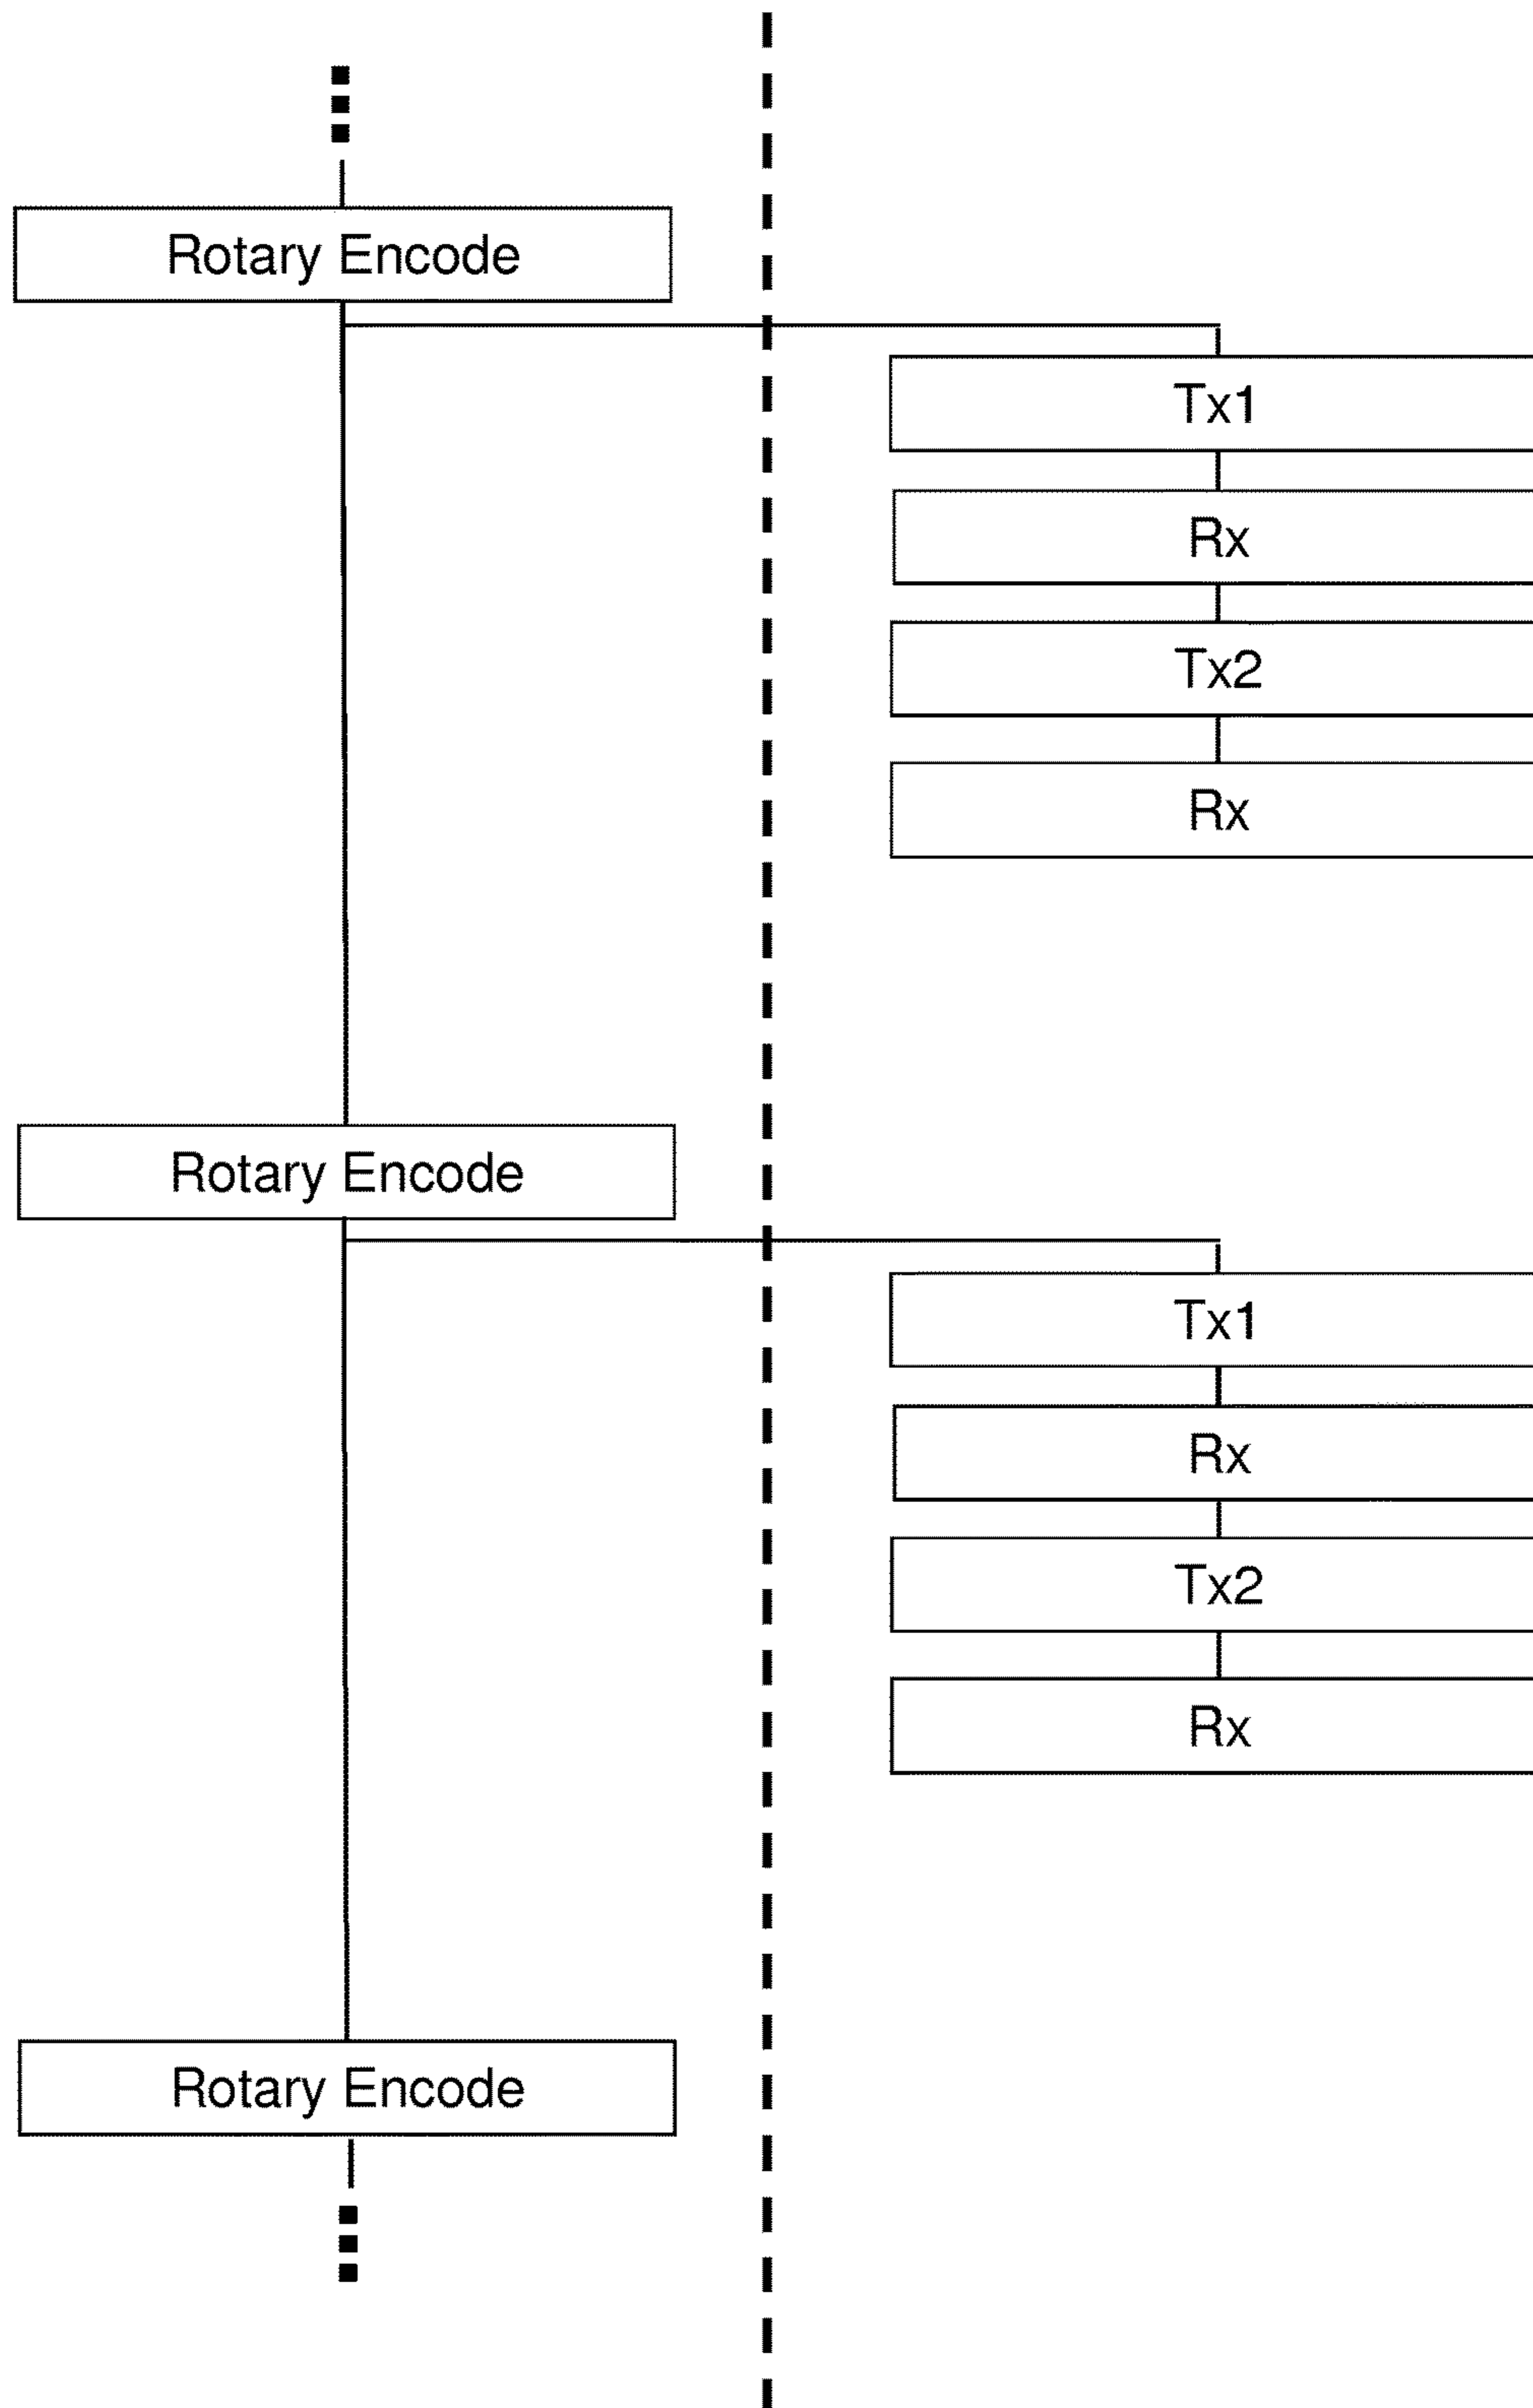 Rotary Encode
Tx1
Rx
Tx2
Rx
Rotary Encode
Tx1
Rx
Tx2
Rx
Rotary Encode